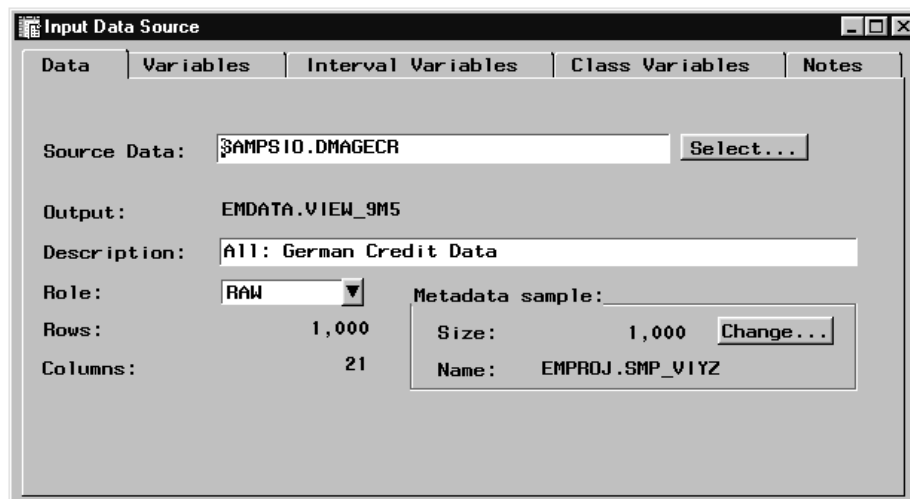 Input Data Source
Data Variables Interval Variables Class Variables Notes
Source Data: SAMPSIO.DMAGECR Select...
Output: EMDATA.VIEW_9M5
Description: All: German Credit Data
Role: RAW Metadata sample:
Rows: 1,000 Size: 1,000 Change...
Columns: 21 Name: EMPROJ.SMP_VIYZ